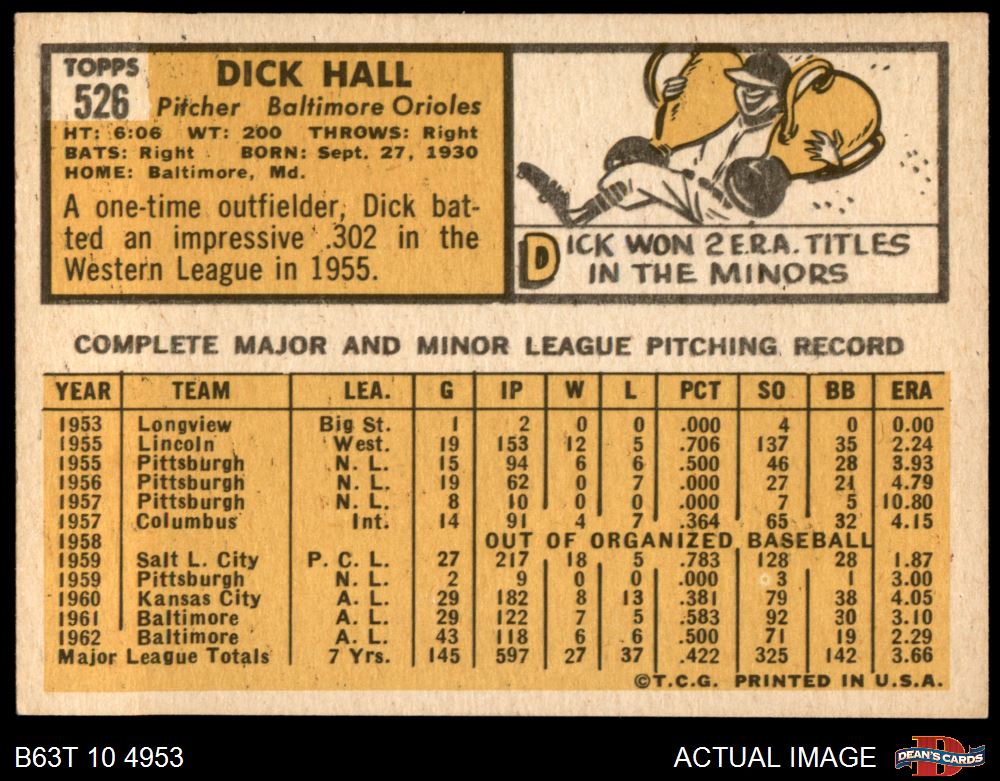 TOPPS
526
DICK HALL
Pitcher Baltimore Orioles
HT: 6:06 WT: 200 THROWS: Right
BATS: Right BORN: Sept. 27, 1930
HOME: Baltimore, Md.
A one-time outfielder, Dick bat-
ted an impressive .302 in the
Western League in 1955.
DICK WON 2 E.R.A. TITLES
IN THE MINORS
COMPLETE MAJOR AND MINOR LEAGUE PITCHING RECORD
YEAR TEAM LEA. G IP W L PCT SO BB ERA
1953 Longview Big St. 1 2 0 0 .000 4 0 0.00
1955 Lincoln West. 19 153 12 5 .706 137 35 2.24
1955 Pittsburgh N. L. 15 94 6 6 .500 46 28 3.93
1956 Pittsburgh N. L. 19 62 0 7 .000 27 21 4.79
1957 Pittsburgh N. L. 8 10 0 0 .000 7 5 10.80
1957 Columbus Int. 14 91 4 7 .364 65 32 4.15
1958 OUT OF ORGANIZED BASEBALL
1959 Salt L. City P. C. L. 27 217 18 5 .783 128 28 1.87
1959 Pittsburgh N. L. 2 9 0 0 .000 3 1 3.00
1960 Kansas City A. L. 29 182 8 13 .381 79 38 4.05
1961 Baltimore A. L. 29 122 7 5 .583 92 30 3.10
1962 Baltimore A. L. 43 118 6 6 .500 71 19 2.29
Major League Totals 7 Yrs. 145 597 27 37 .422 325 142 3.66
©T.C.G. PRINTED IN U.S.A.
B63T 10 4953
ACTUAL IMAGE
DEAN'S CARDS